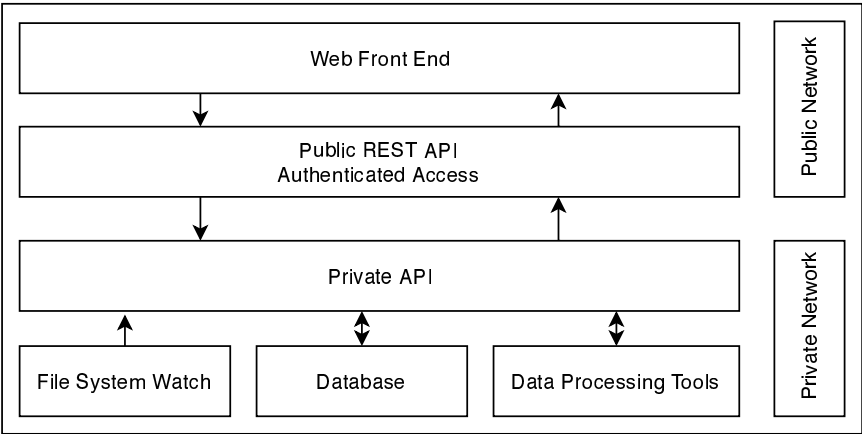 Web Front End
Public Network
Public REST API
Authenticated Access
Private API
Private Network
File System Watch
Database
Data Processing Tools